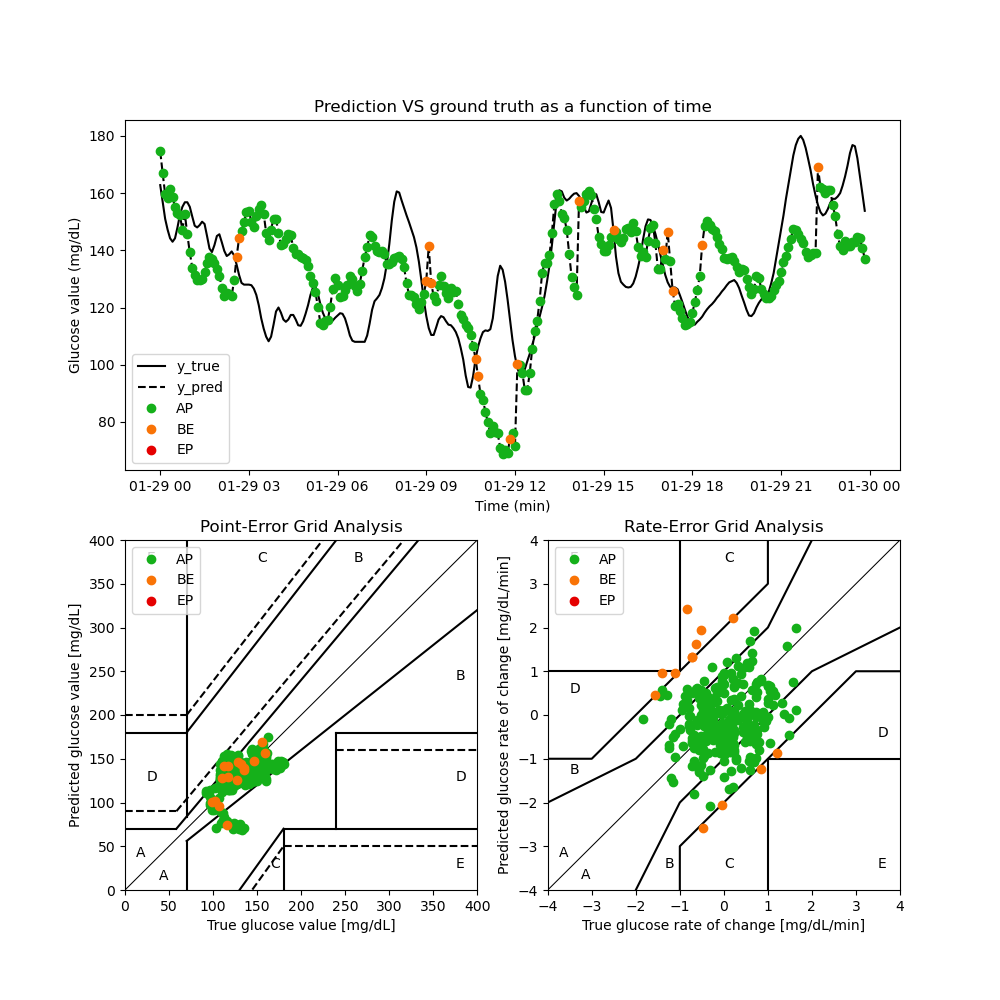 Prediction VS ground truth as a function of time
Glucose value (mg/dL)
180
160
140
120
100
80
y_true
y_pred
AP
BE
EP
01-29 00 01-29 03 01-29 06 01-29 09 01-29 12 01-29 15 01-29 18 01-29 21 01-30 00
Time (min)
Point-Error Grid Analysis
Predicted glucose value [mg/dL]
400
350
300
250
200
150
100
50
0
AP
BE
EP
C
B
B
D
D
A
A
C
E
0 50 100 150 200 250 300 350 400
True glucose value [mg/dL]
Rate-Error Grid Analysis
Predicted glucose rate of change [mg/dL/min]
4
3
2
1
0
−1
−2
−3
−4
AP
BE
EP
C
D
D
B
A
A
B
C
E
−4 −3 −2 −1 0 1 2 3 4
True glucose rate of change [mg/dL/min]